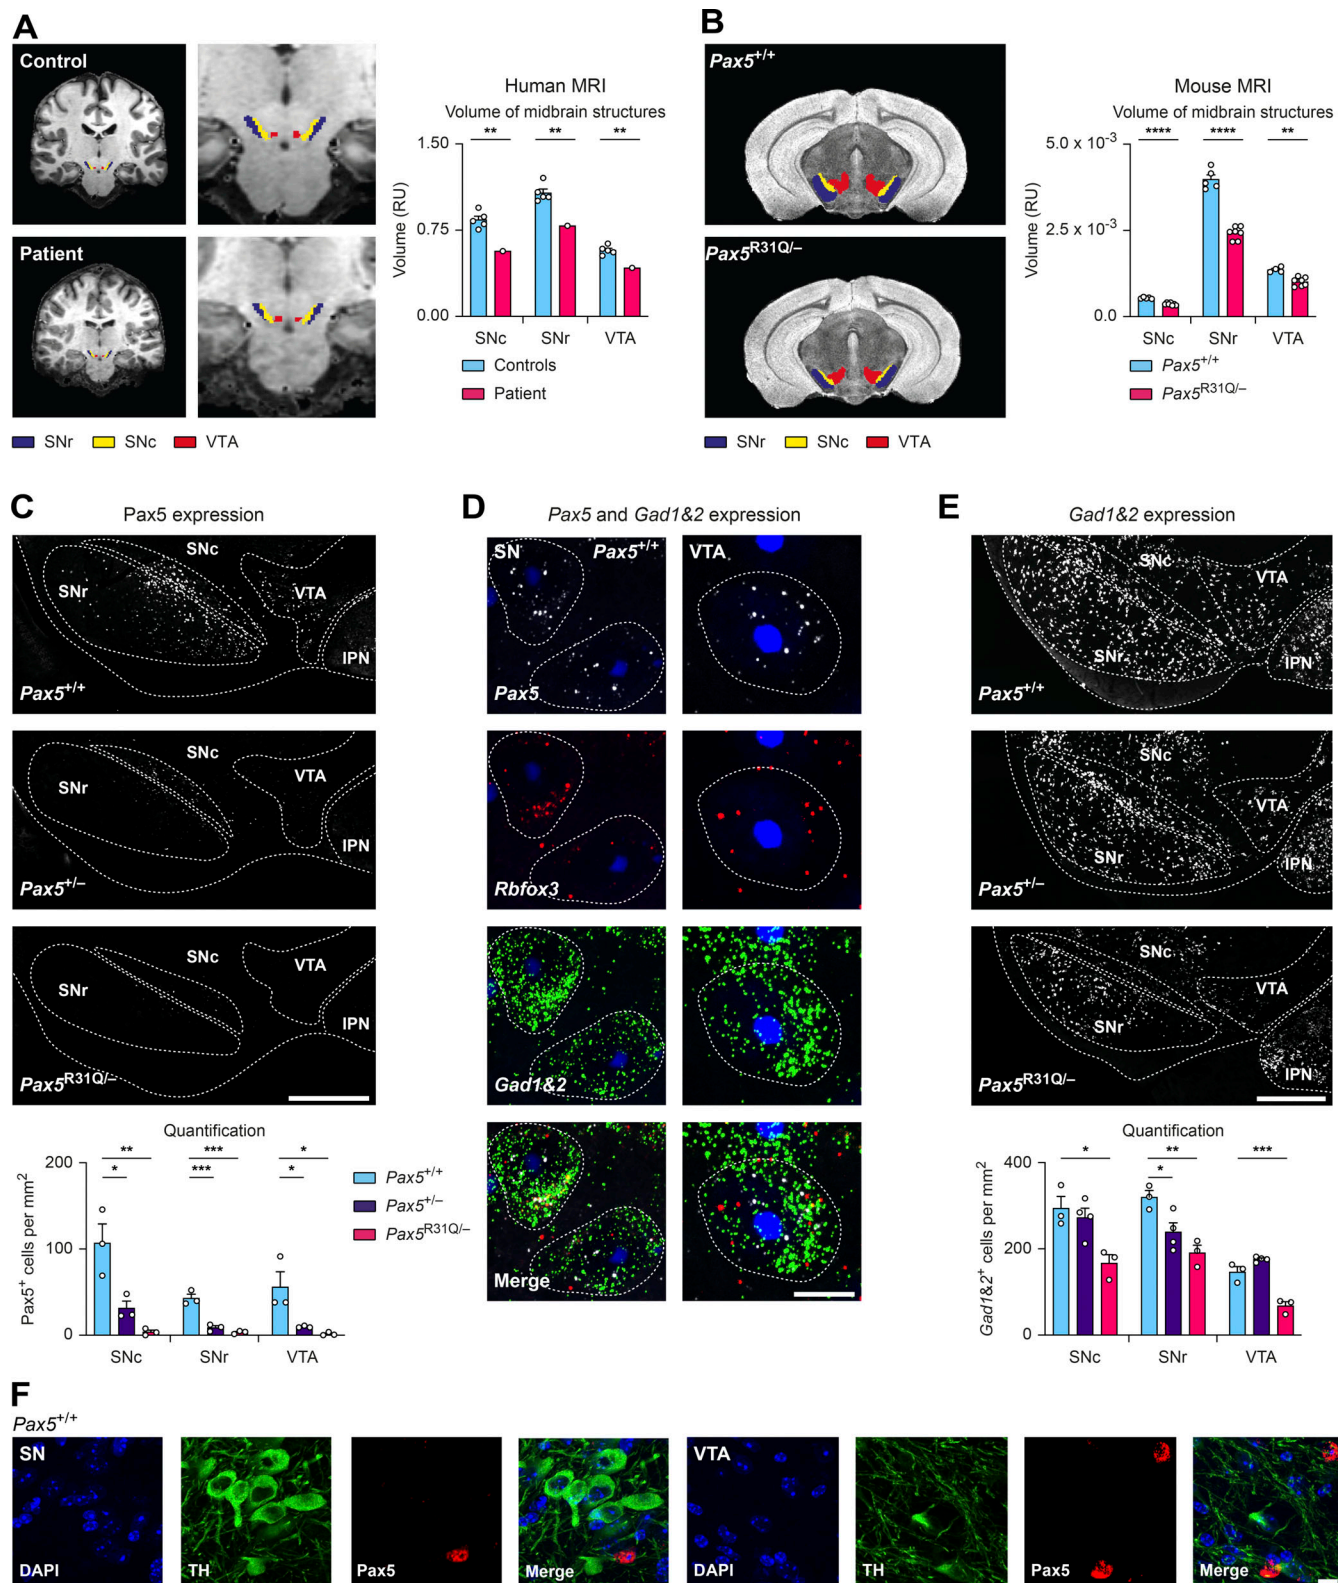 A
Control
Patient
SNr SNc VTA
Human MRI
Volume of midbrain structures
** ** **
1.50
0.75
0.00
Volume (RU)
SNc SNr VTA
Controls
Patient
B
Pax5+/+
Pax5R31Q/–
SNr SNc VTA
Mouse MRI
Volume of midbrain structures
**** **** **
5.0 x 10-3
2.5 x 10-3
0.0
Volume (RU)
SNc SNr VTA
Pax5+/+
Pax5R31Q/–
C
Pax5 expression
SNc
SNr
VTA
IPN
Pax5+/+
SNc
SNr
VTA
IPN
Pax5+/–
SNc
SNr
VTA
IPN
Pax5R31Q/–
Quantification
** *** *
* *** *
200
100
0
Pax5+ cells per mm2
SNc SNr VTA
Pax5+/+
Pax5+/–
Pax5R31Q/–
D
Pax5 and Gad1&2 expression
SN Pax5+/+ VTA
Pax5
Rbfox3
Gad1&2
Merge
E
Gad1&2 expression
SNc
VTA
SNr
IPN
Pax5+/+
SNc
VTA
SNr
IPN
Pax5+/–
SNc
VTA
SNr
IPN
Pax5R31Q/–
Quantification
* ** ***
*
400
200
0
Gad1&2+ cells per mm2
SNc SNr VTA
F
Pax5+/+
SN VTA
DAPI TH Pax5 Merge DAPI TH Pax5 Merge